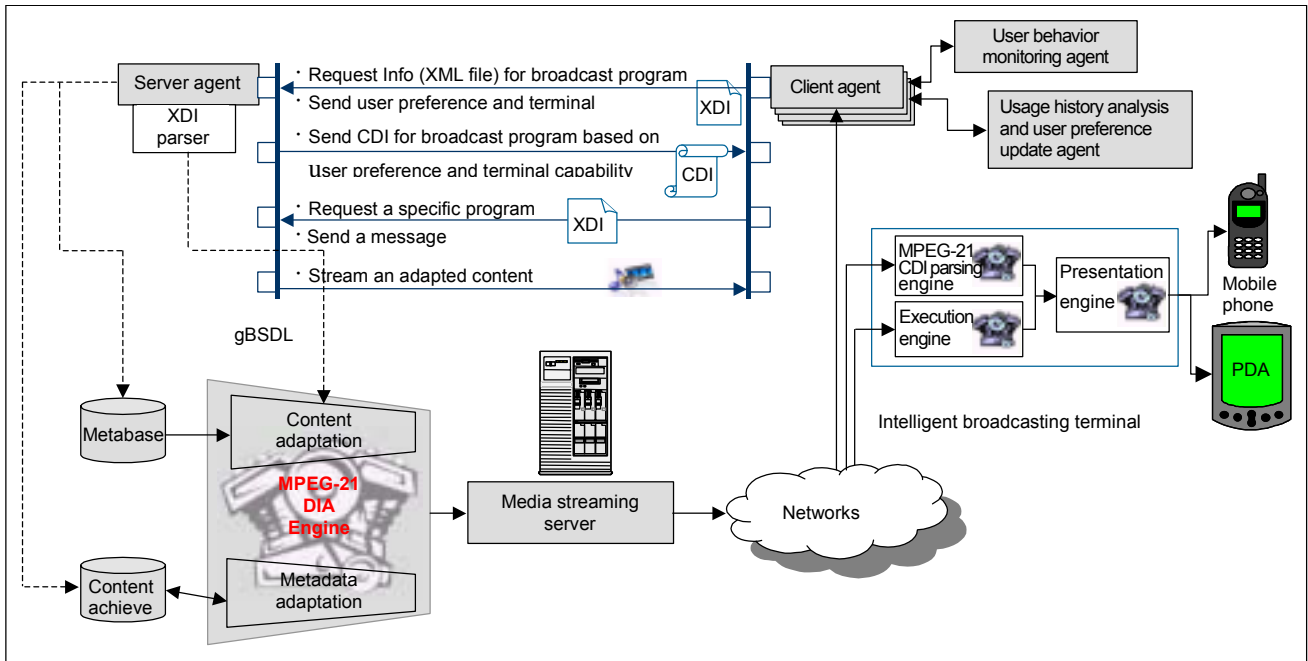 Server agent
XDI
parser
· Request Info (XML file) for broadcast program
· Send user preference and terminal
XDI
· Send CDI for broadcast program based on
user preference and terminal capability
CDI
· Request a specific program
XDI
· Send a message
· Stream an adapted content
Client agent
User behavior
monitoring agent
Usage history analysis
and user preference
update agent
gBSDL
Metabase
Content
adaptation
MPEG-21
DIA
Engine
Metadata
adaptation
Content
achieve
Media streaming
server
Networks
MPEG-21
CDI parsing
engine
Execution
engine
Presentation
engine
Intelligent broadcasting terminal
Mobile
phone
PDA